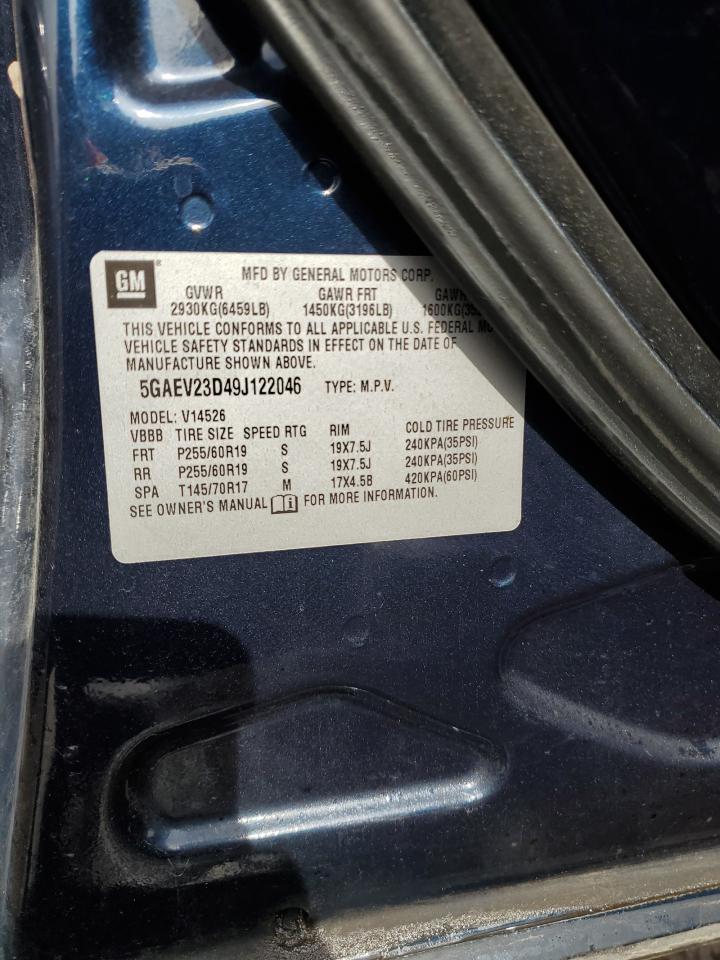 GM ® MFD BY GENERAL MOTORS CORP.
GVWR GAWR FRT GAWR
2930KG(6459LB) 1450KG(3196LB)
THIS VEHICLE CONFORMS TO ALL APPLICABLE U.S. FEDERAL
VEHICLE SAFETY STANDARDS IN EFFECT ON THE DATE OF
MANUFACTURE SHOWN ABOVE.
5GAEV23D49J122046 TYPE: M.P.V.
MODEL: V14526
VBBB TIRE SIZE SPEED RTG RIM COLD TIRE PRESSURE
FRT P255/60R19 S 19X7.5J 240KPA(35PSI)
RR P255/60R19 S 19X7.5J 240KPA(35PSI)
SPA T145/70R17 M 17X4.5B 420KPA(60PSI)
SEE OWNER'S MANUAL i FOR MORE INFORMATION.